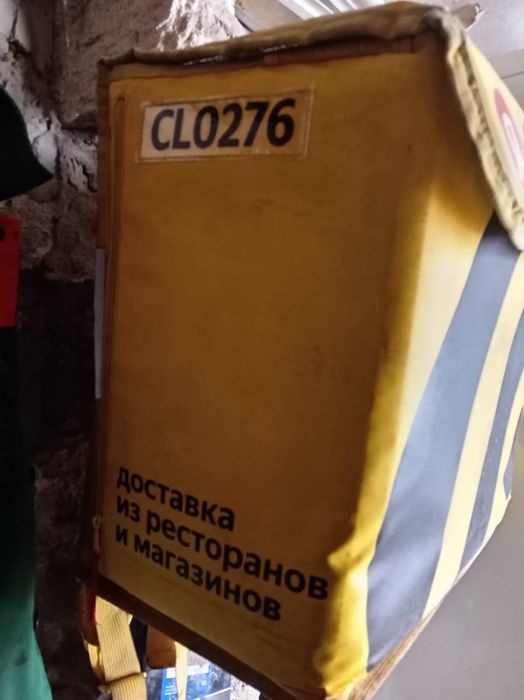 CL0276
доставка
из ресторанов
и магазинов